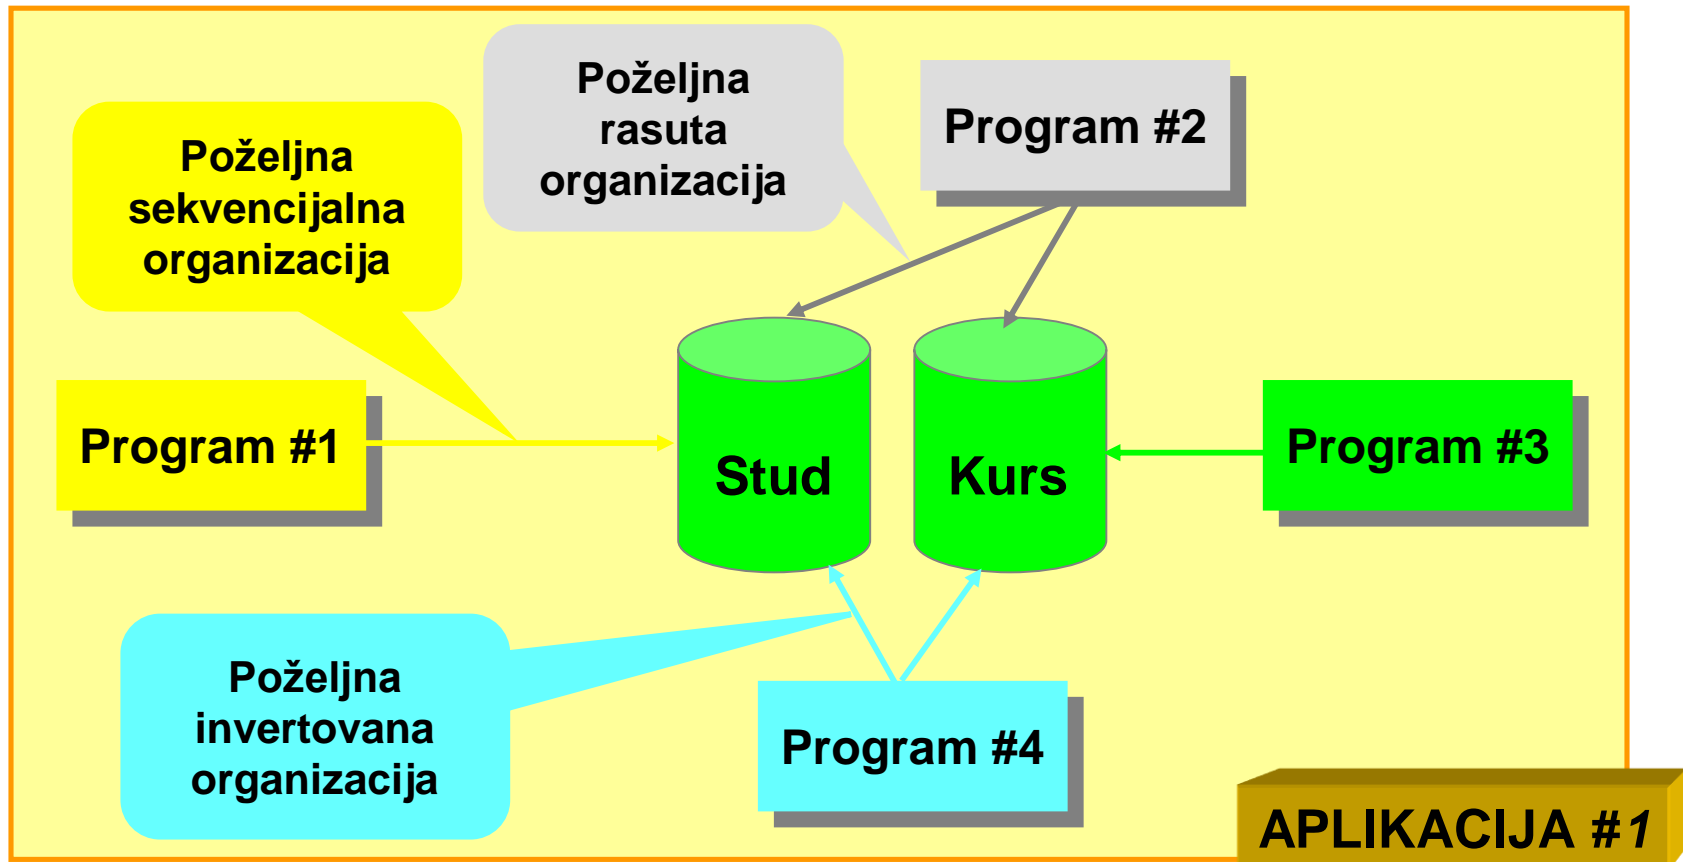 Poželjna
rasuta
organizacija
Program #2
Poželjna
sekvencijalna
organizacija
Program #1
Stud
Kurs
Program #3
Poželjna
invertovana
organizacija
Program #4
APLIKACIJA #1